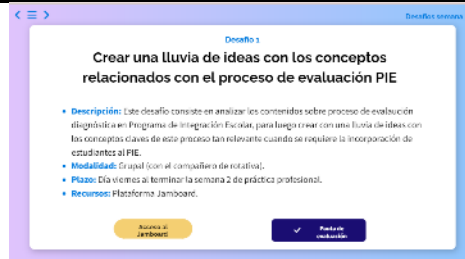 Desafíos semana
Desafío 1
Crear una lluvia de ideas con los conceptos
relacionados con el proceso de evaluación PIE
Descripción: Este desafío consiste en analizar los contenidos sobre proceso de evaluación
diagnóstica en Programa de Integración Escolar, para luego crear con una lluvia de ideas con
los conceptos claves de este proceso tan relevante cuando se requiere la incorporación de
estudiantes al PIE.
Modalidad: Grupal (con el compañero de rotativa).
Plazo: Día viernes al terminar la semana 2 de práctica profesional.
Recursos: Plataforma Jamboard.
Acceso al
Jamboard
Pauta de
evaluación